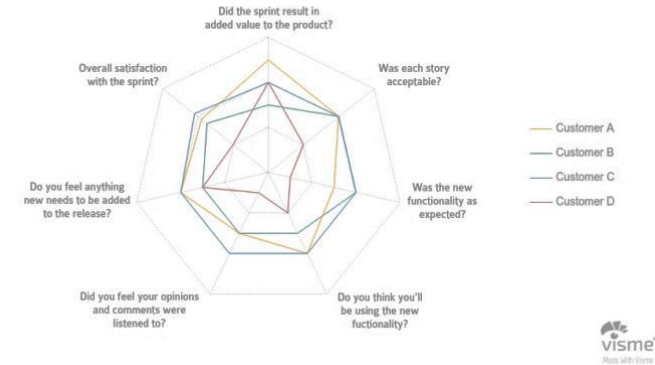 Did the sprint result in
added value to the product?
Overall satisfaction
with the sprint?
Was each story
acceptable?
Customer A
Customer B
Customer C
Customer D
Do you feel anything
new needs to be added
to the release?
Was the new
functionality as
expected?
Did you feel your opinions
and comments were
listened to?
Do you think you'll
be using the new
fuctionality?
visme
Made With Visme